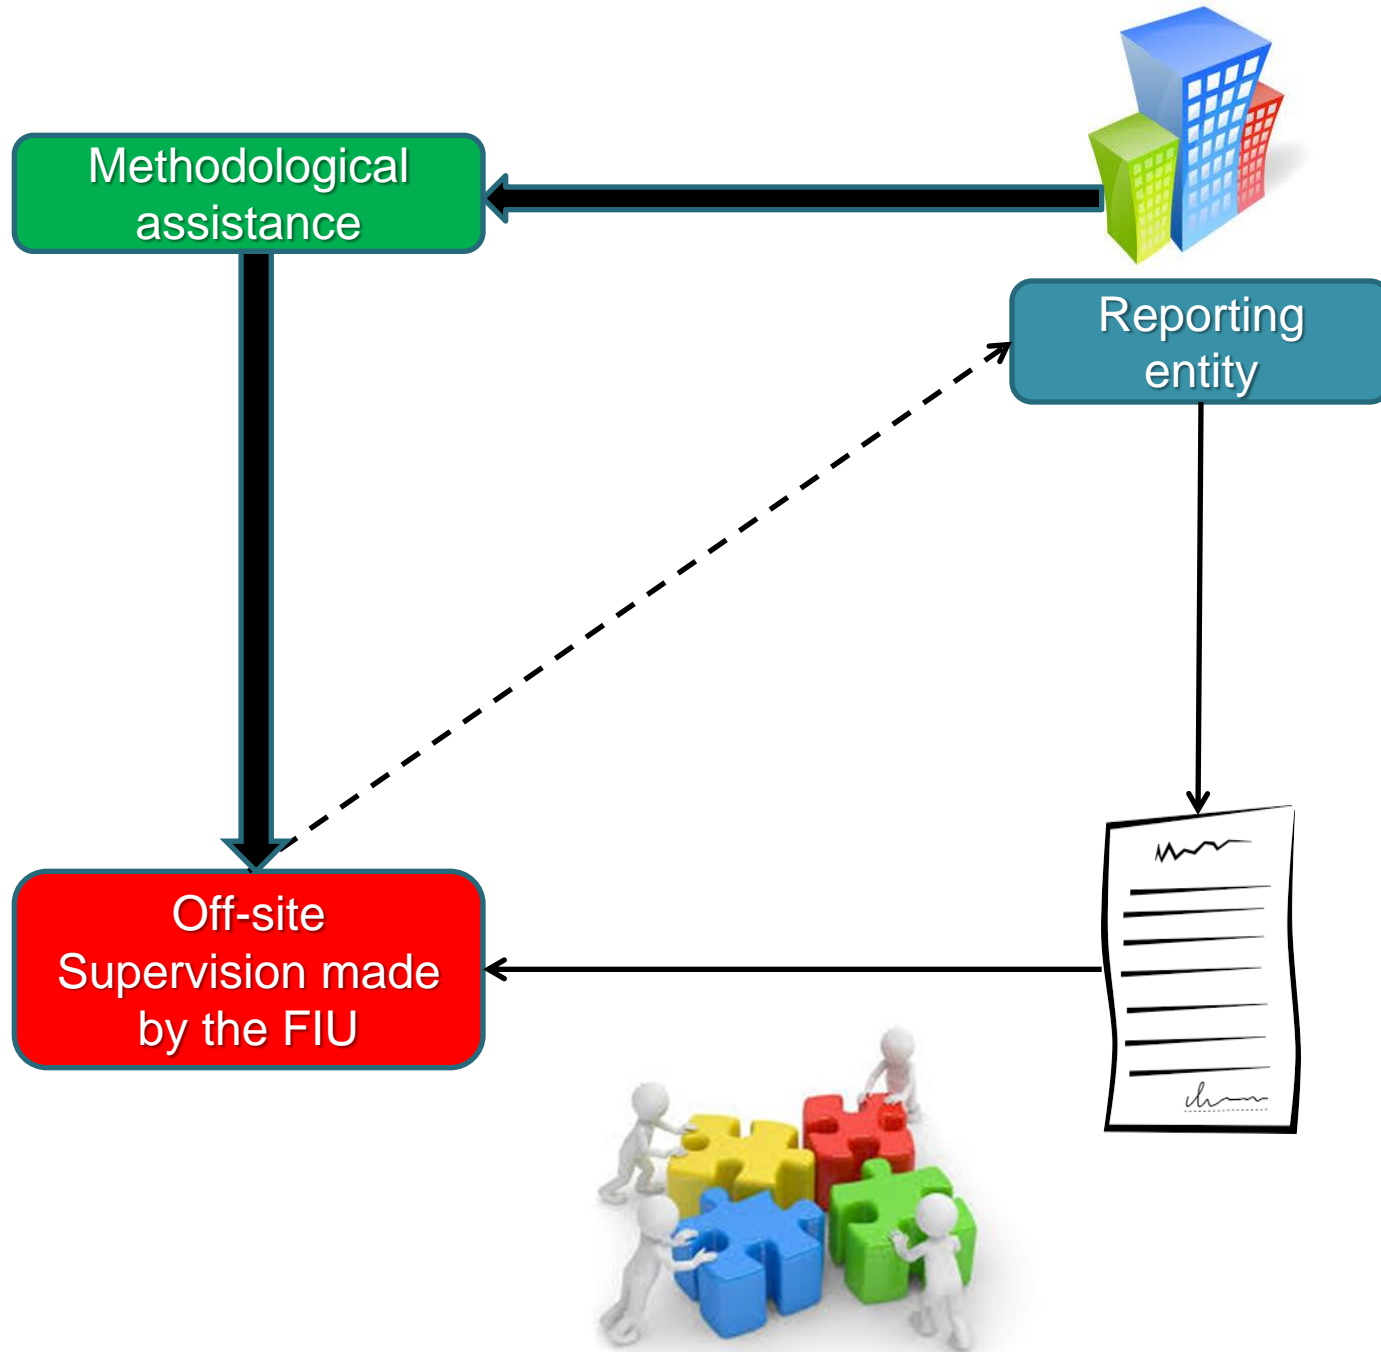 Methodological
assistance
Reporting
entity
Off-site
Supervision made
by the FIU